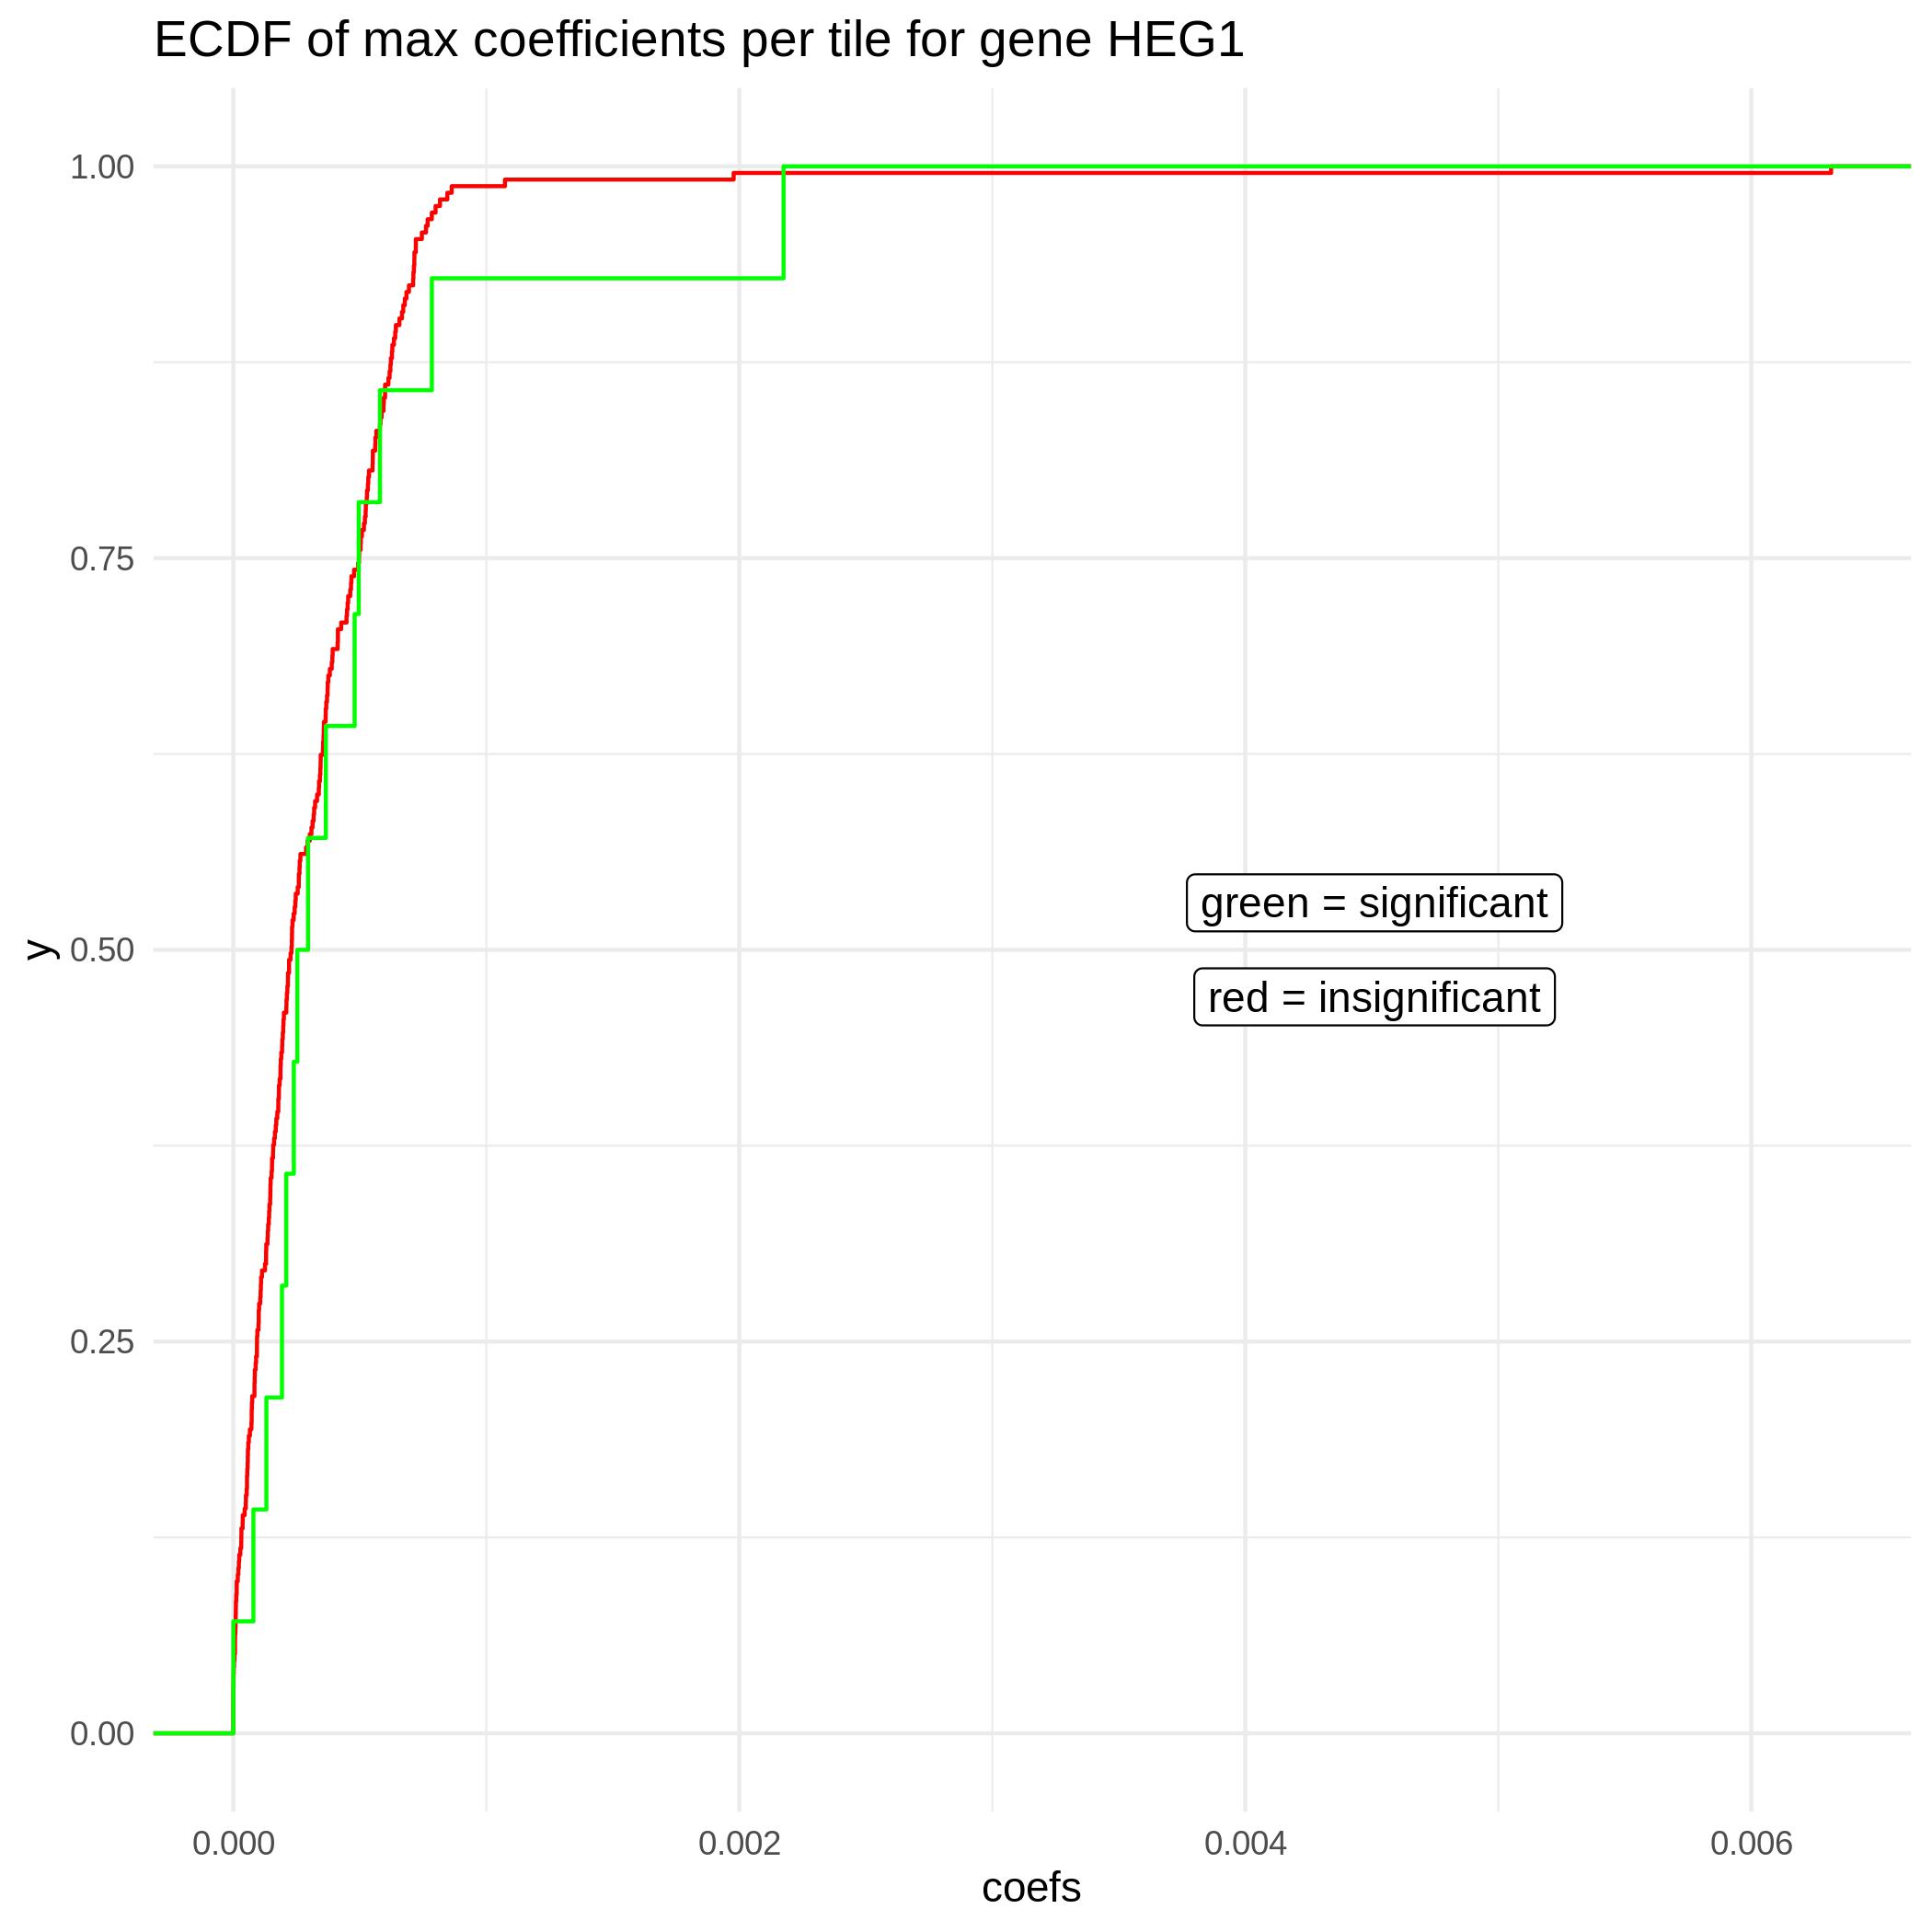 ECDF of max coefficients per tile for gene HEG1
1.00
0.75
0.50
0.25
0.00
y
green = significant
red = insignificant
0.000
0.002
0.004
0.006
coefs